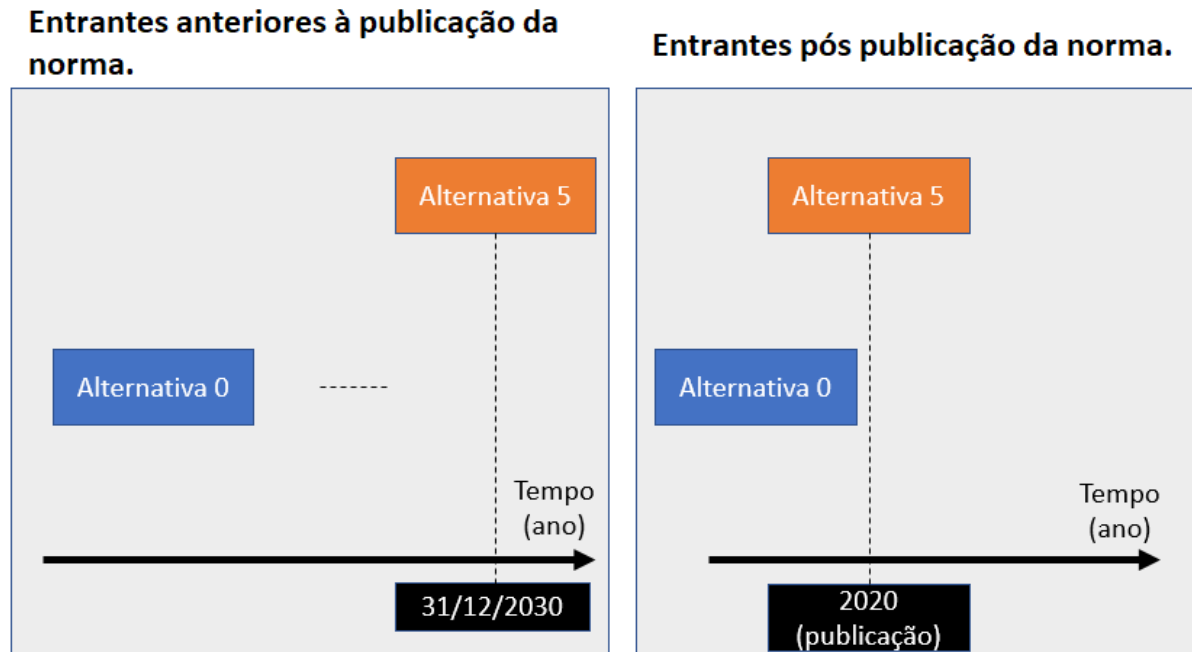 Entrantes anteriores à publicação da
norma.
Alternativa 5
Alternativa 0
Tempo
(ano)
31/12/2030
Entrantes pós publicação da norma.
Alternativa 5
Alternativa 0
Tempo
(ano)
2020
(publicação)